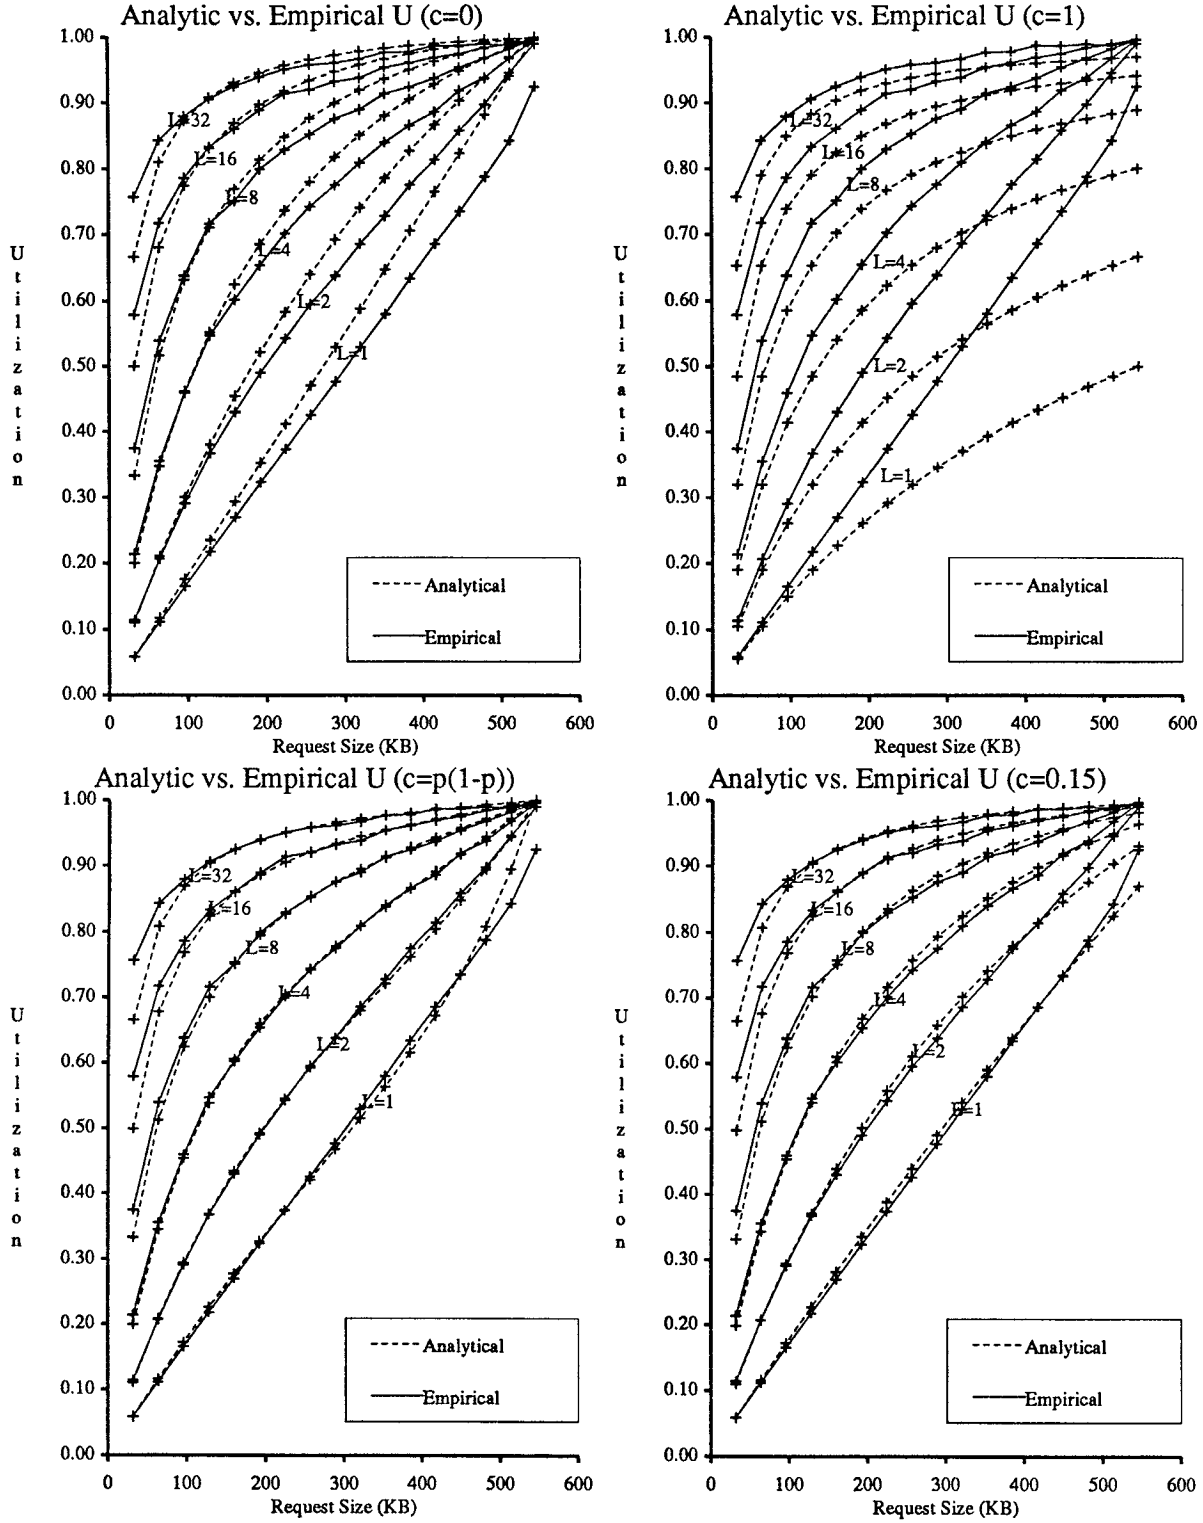 Analytic vs. Empirical U (c=0)
1.00
0.90
0.80
0.70
0.60
0.50
0.40
0.30
0.20
0.10
0.00
Utilization
L=32
L=16
L=8
L=4
L=2
L=1
Analytical
Empirical
0 100 200 300 400 500 600
Request Size (KB)
Analytic vs. Empirical U (c=1)
1.00
0.90
0.80
0.70
0.60
0.50
0.40
0.30
0.20
0.10
0.00
Utilization
L=32
L=16
L=8
L=4
L=2
L=1
Analytical
Empirical
0 100 200 300 400 500 600
Request Size (KB)
Analytic vs. Empirical U (c=p(1-p))
1.00
0.90
0.80
0.70
0.60
0.50
0.40
0.30
0.20
0.10
0.00
Utilization
L=32
L=16
L=8
L=4
L=2
L=1
Analytical
Empirical
0 100 200 300 400 500 600
Request Size (KB)
Analytic vs. Empirical U (c=0.15)
1.00
0.90
0.80
0.70
0.60
0.50
0.40
0.30
0.20
0.10
0.00
Utilization
L=32
L=16
L=8
L=4
L=2
L=1
Analytical
Empirical
0 100 200 300 400 500 600
Request Size (KB)